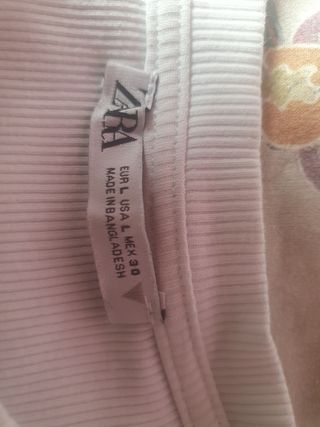 ZARA
EUR L USA L MEX 30
MADE IN BANGLADESH